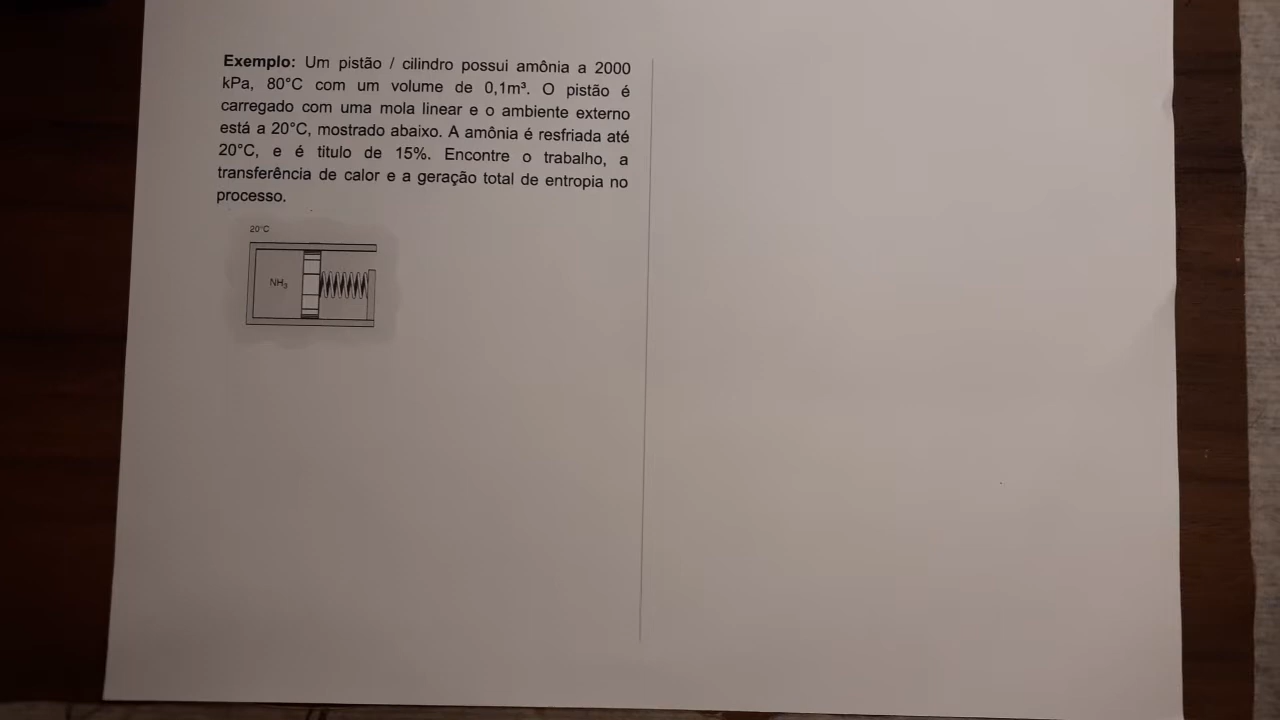 Exemplo: Um pistão / cilindro possui amônia a 2000
kPa, 80°C com um volume de 0,1m³. O pistão é
carregado com uma mola linear e o ambiente externo
está a 20°C, mostrado abaixo. A amônia é resfriada até
20°C, e é titulo de 15%. Encontre o trabalho, a
transferência de calor e a geração total de entropia no
processo.
20°C
NH₃